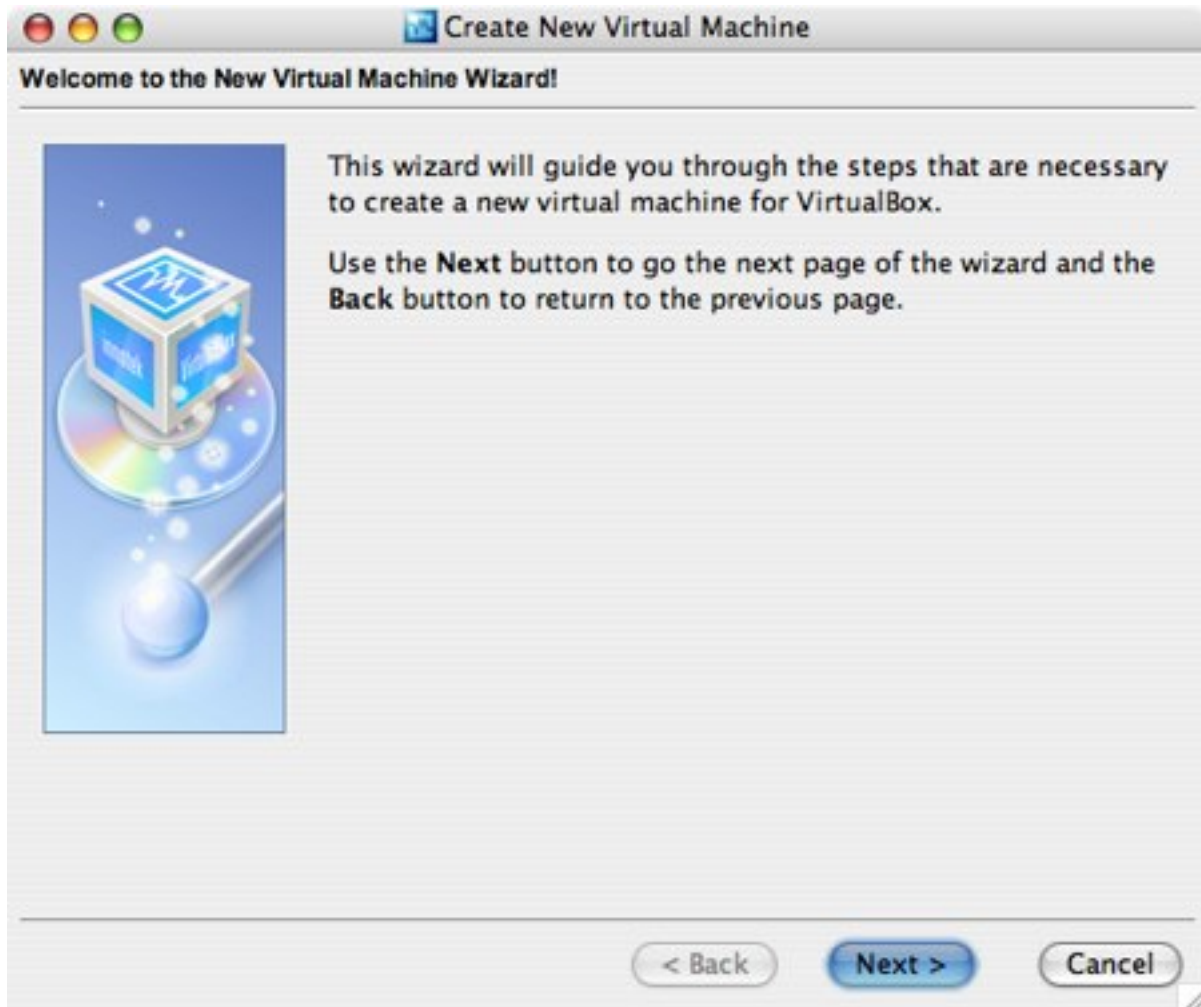 Create New Virtual Machine
Welcome to the New Virtual Machine Wizard!
This wizard will guide you through the steps that are necessary
to create a new virtual machine for VirtualBox.
Use the Next button to go the next page of the wizard and the
Back button to return to the previous page.
innotek
< Back
Next >
Cancel